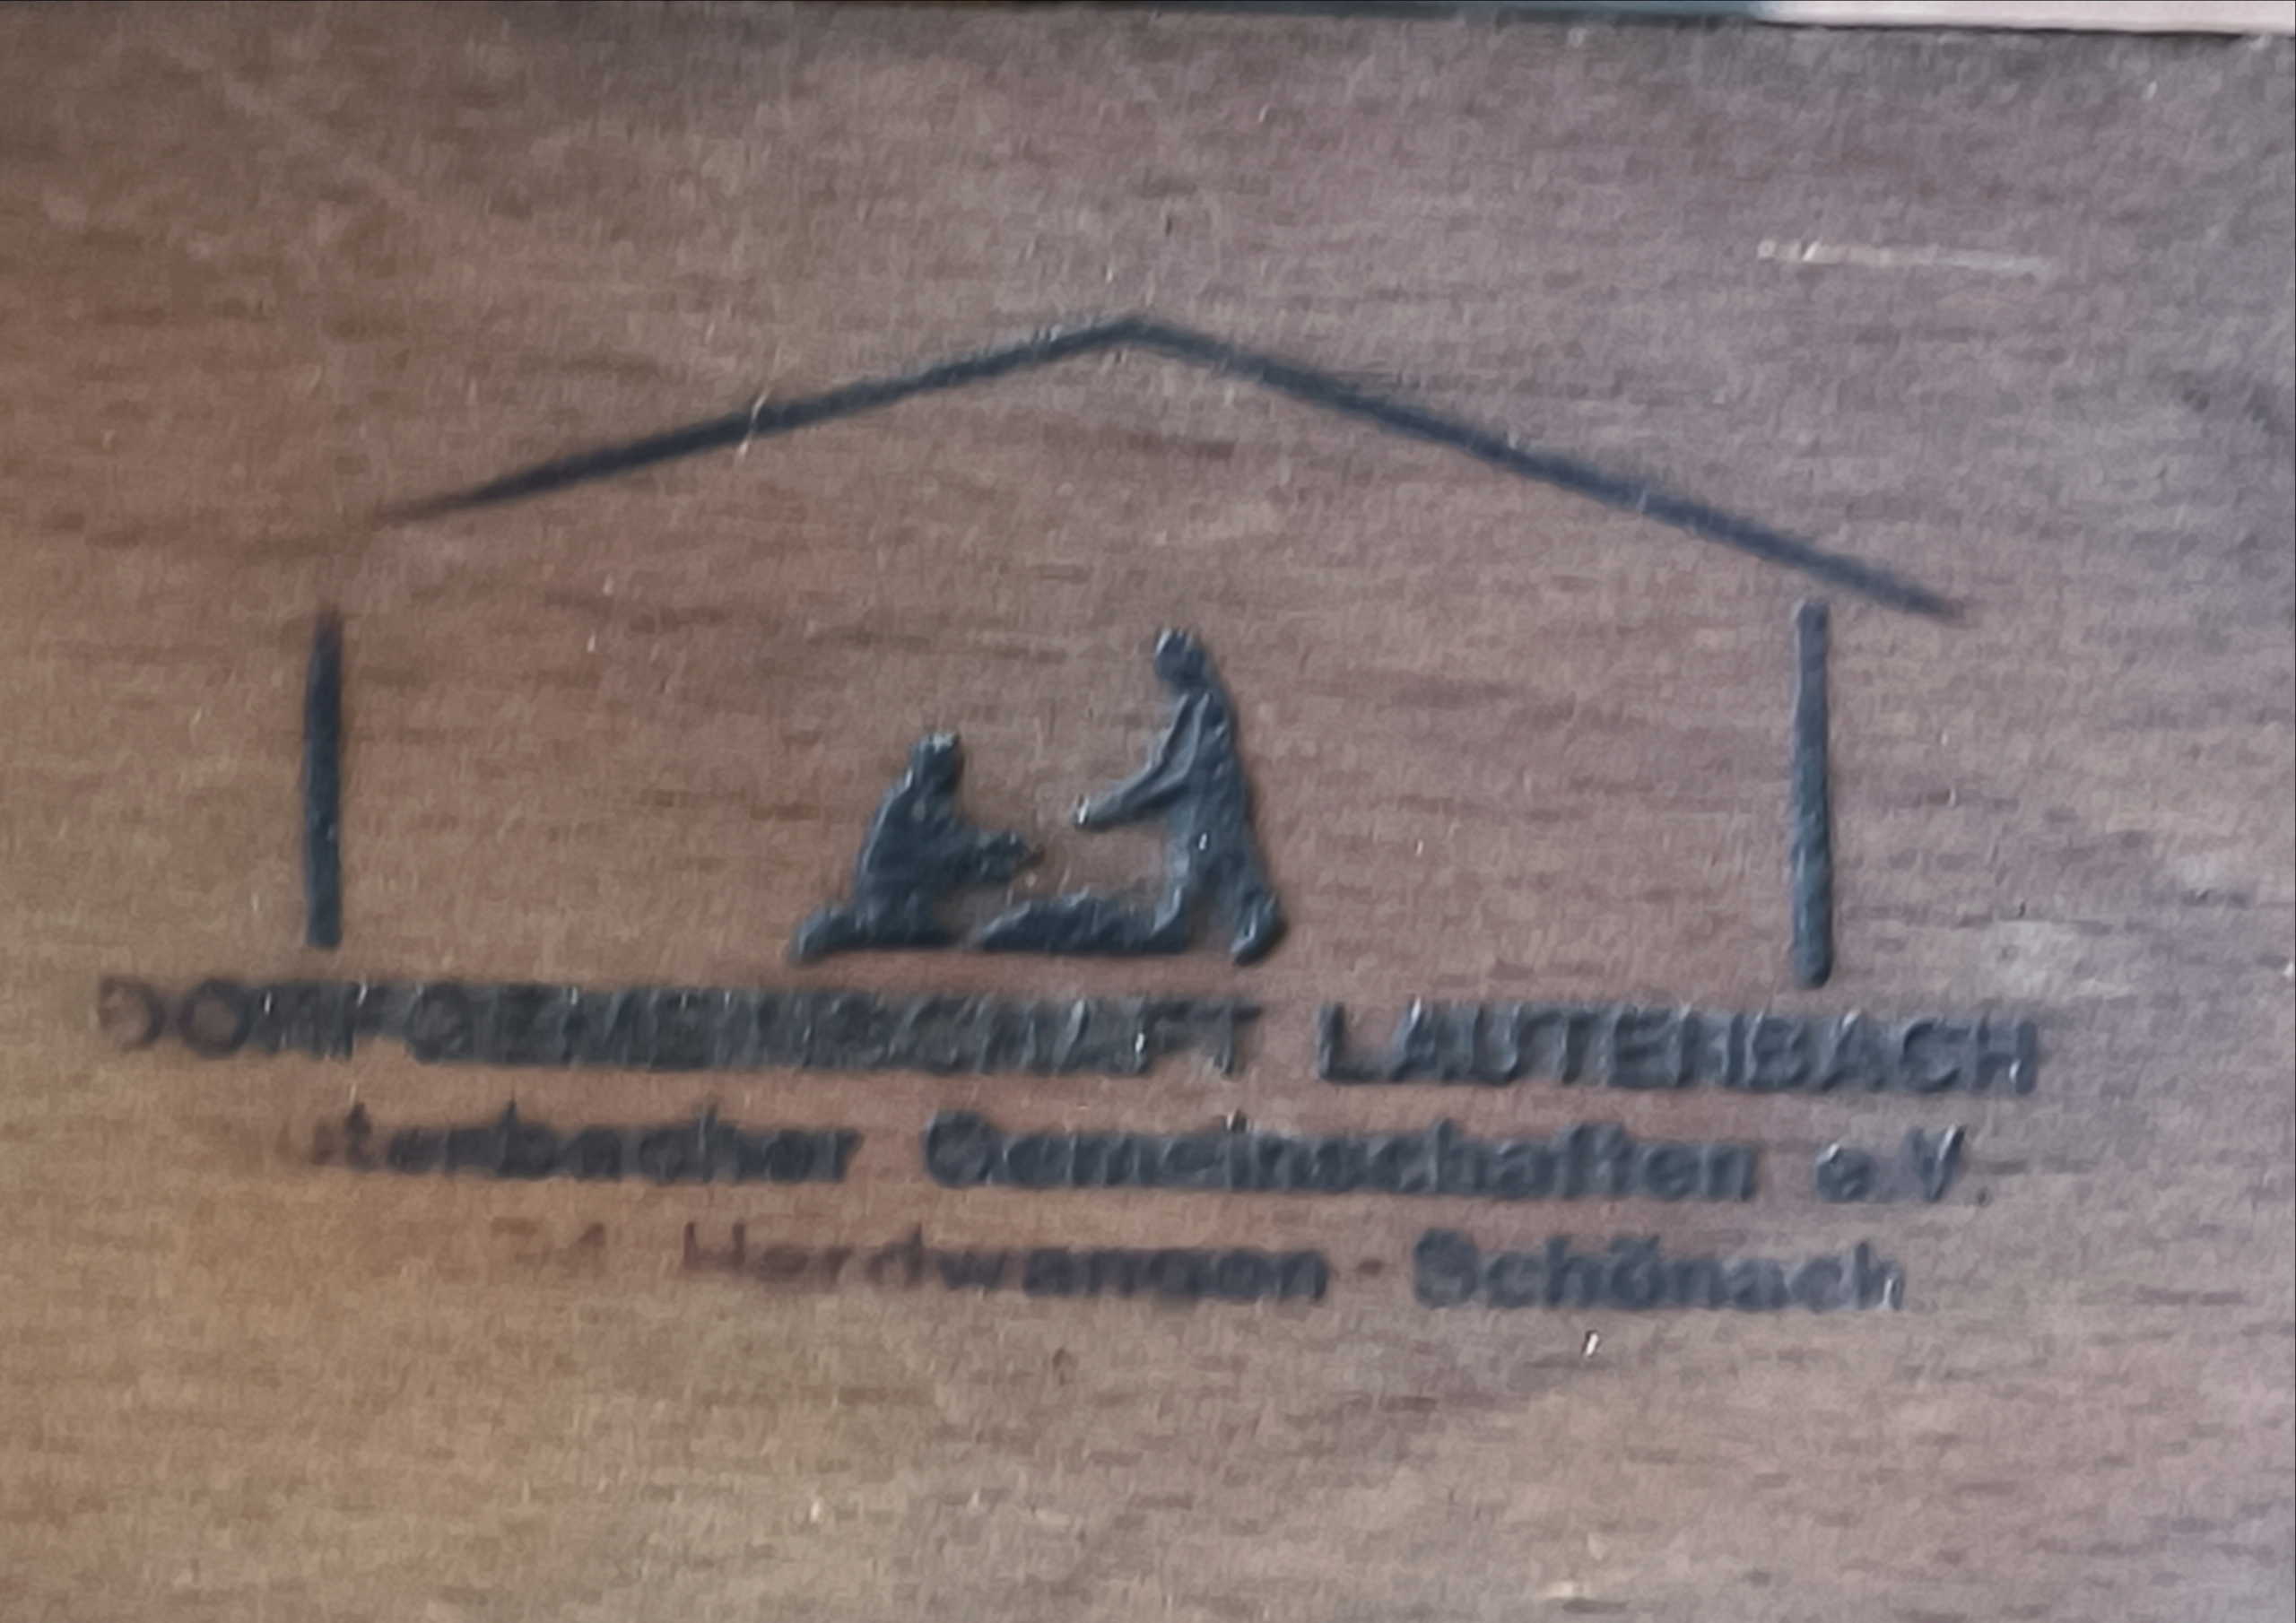 DORFGEMEINSCHAFT LAUTENBACH
Gemeinschaften e.V.
Herdwangen - Schönach